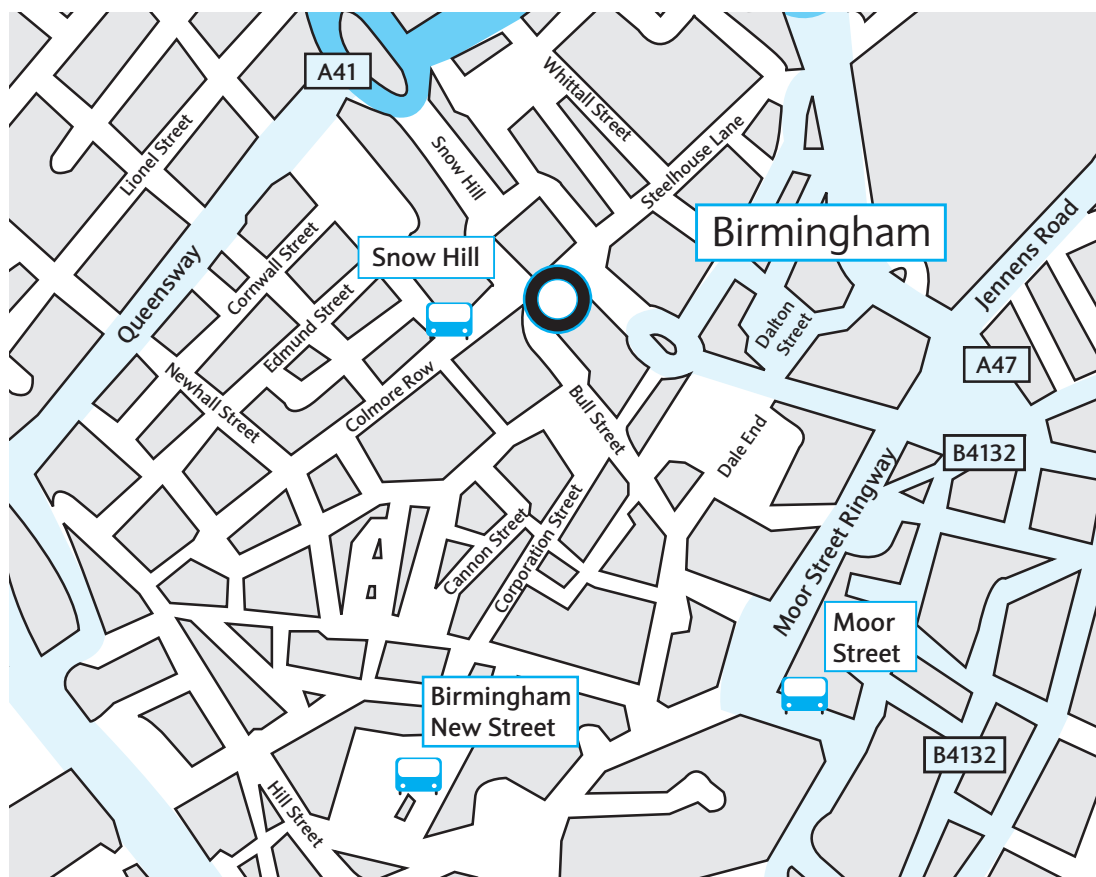 A41
Whittall Street
Lionel Street
Snow Hill
Steelhouse Lane
Birmingham
Jennens Road
Snow Hill
Cornwall Street
Queensway
Edmund Street
Dalton
Street
A47
Newhall Street
Colmore Row
Bull Street
Dale End
B4132
Cannon Street
Corporation Street
Moor Street Ringway
Moor
Street
Birmingham
New Street
B4132
Hill Street